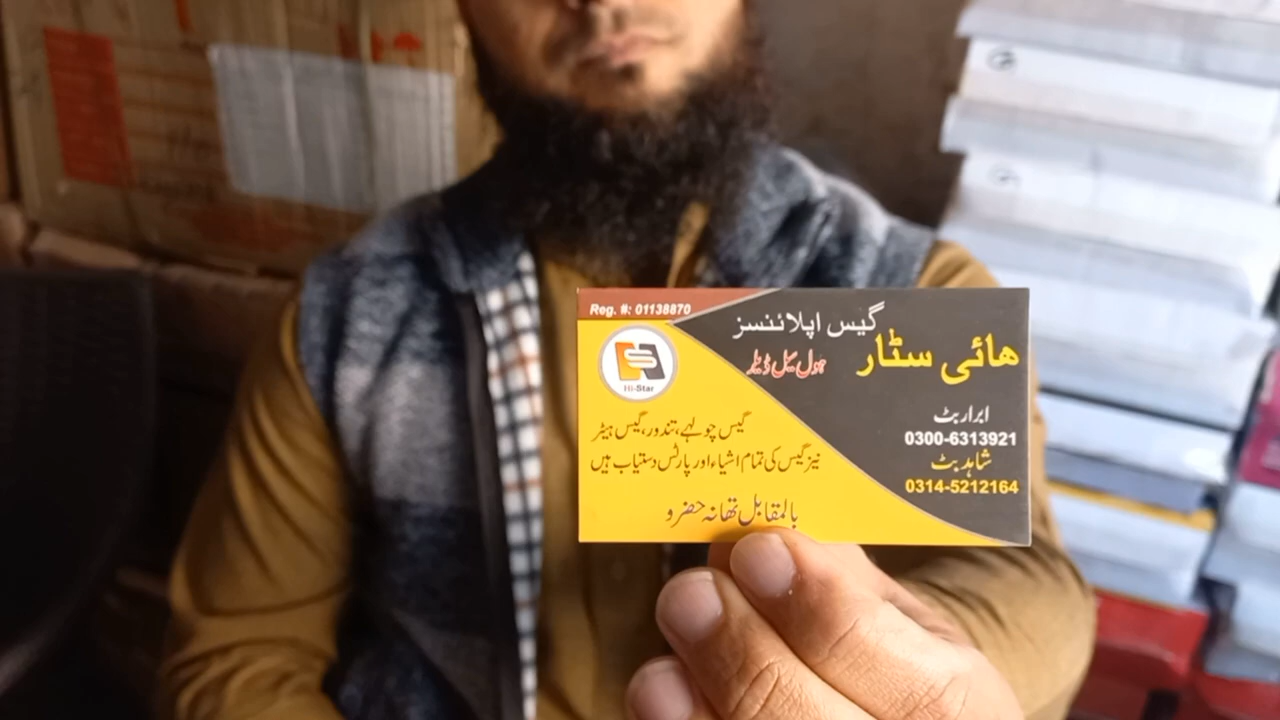 Reg. #: 01138870
گیس اپلائنسز
ھائی سٹار
ہول سیل ڈیلر
Hi-Star
ابرار بٹ
0300-6313921
شاہد بٹ
0314-5212164
گیس چولہے، تندور، گیس ہیٹر
نیز گیس کی تمام اشیاء اور پارٹس دستیاب ہیں
بالمقابل تھانہ حضرو